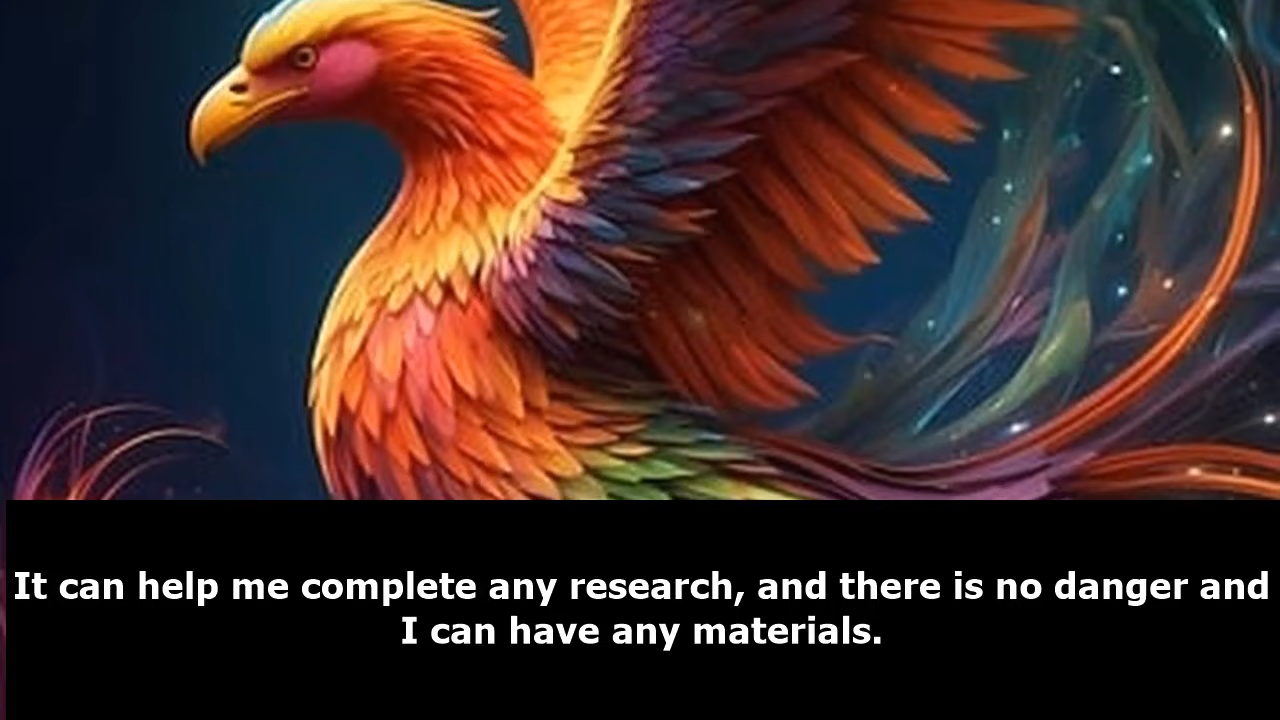 It can help me complete any research, and there is no danger and
I can have any materials.